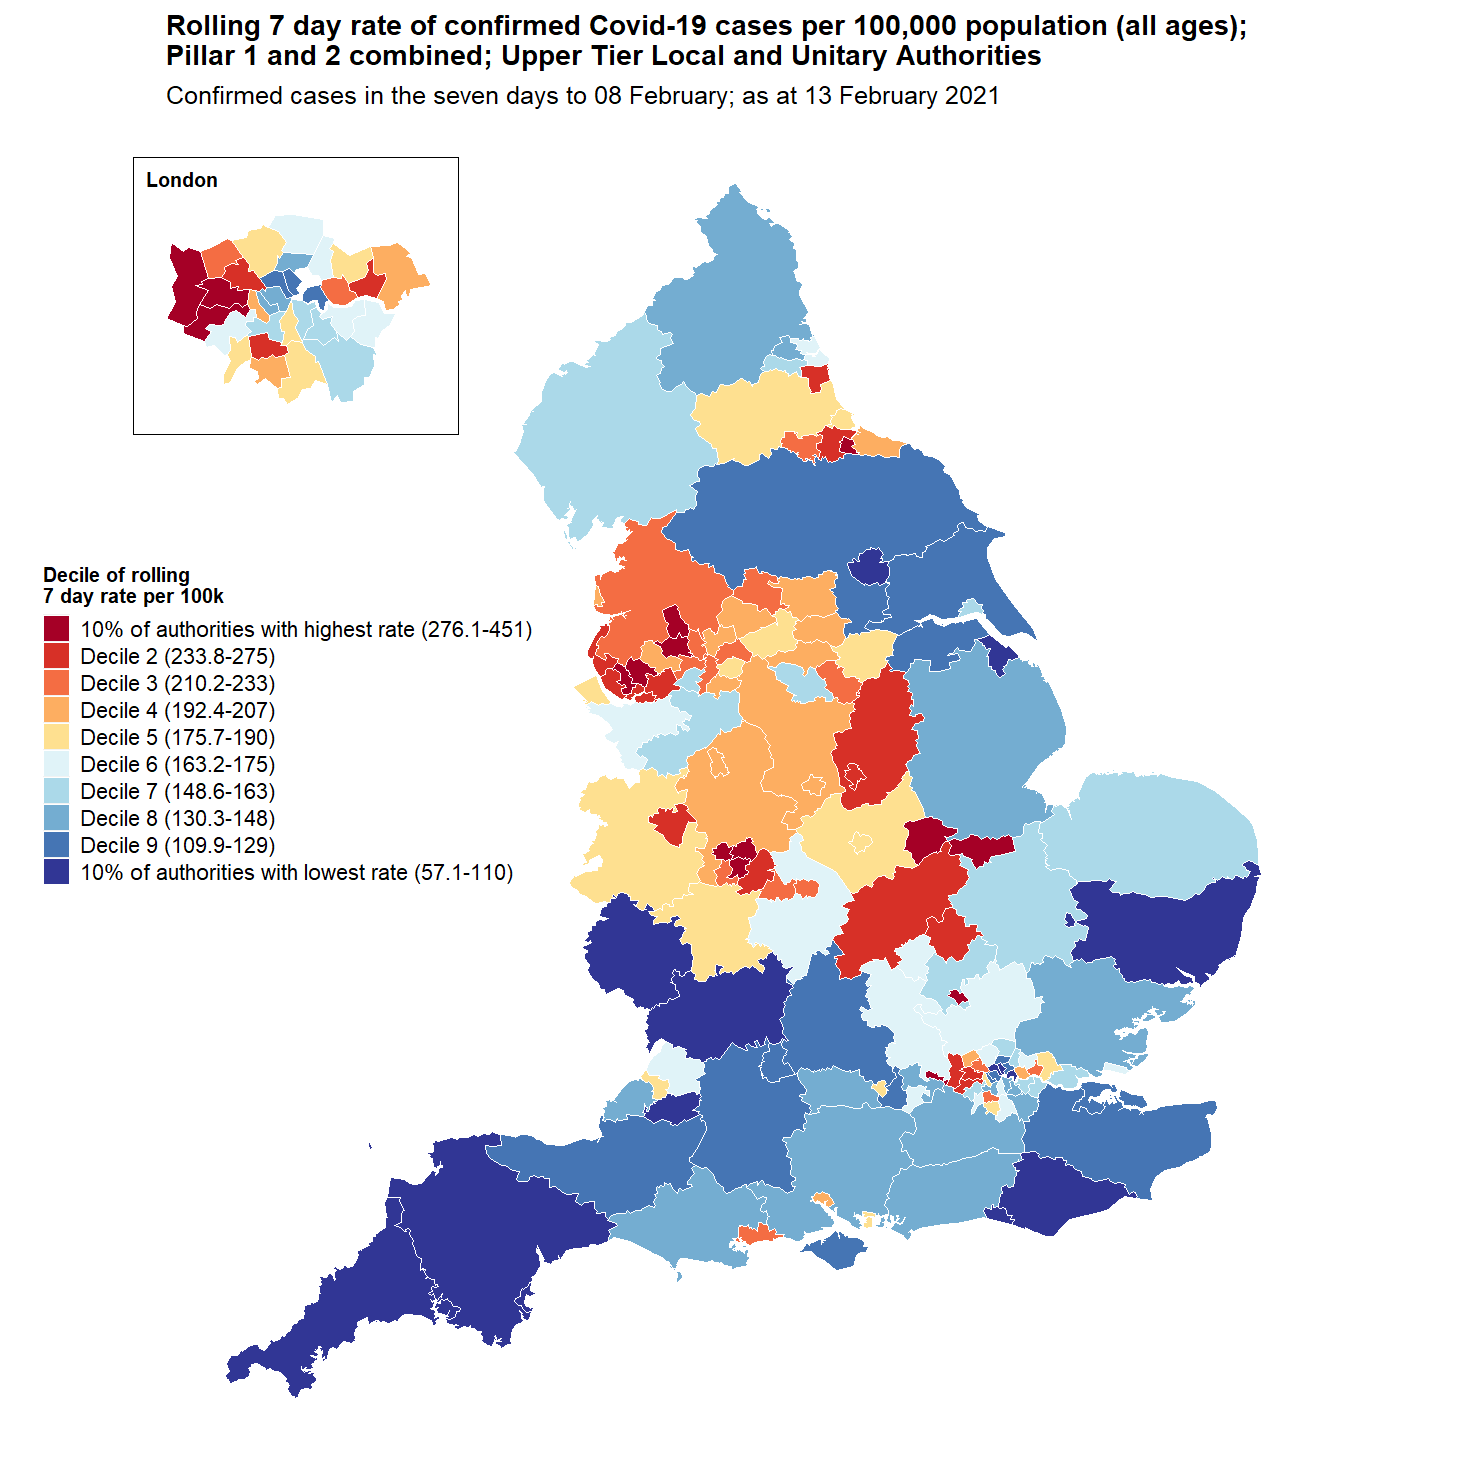 Rolling 7 day rate of confirmed Covid-19 cases per 100,000 population (all ages);
Pillar 1 and 2 combined; Upper Tier Local and Unitary Authorities
Confirmed cases in the seven days to 08 February; as at 13 February 2021
London
Decile of rolling
7 day rate per 100k
10% of authorities with highest rate (276.1-451)
Decile 2 (233.8-275)
Decile 3 (210.2-233)
Decile 4 (192.4-207)
Decile 5 (175.7-190)
Decile 6 (163.2-175)
Decile 7 (148.6-163)
Decile 8 (130.3-148)
Decile 9 (109.9-129)
10% of authorities with lowest rate (57.1-110)